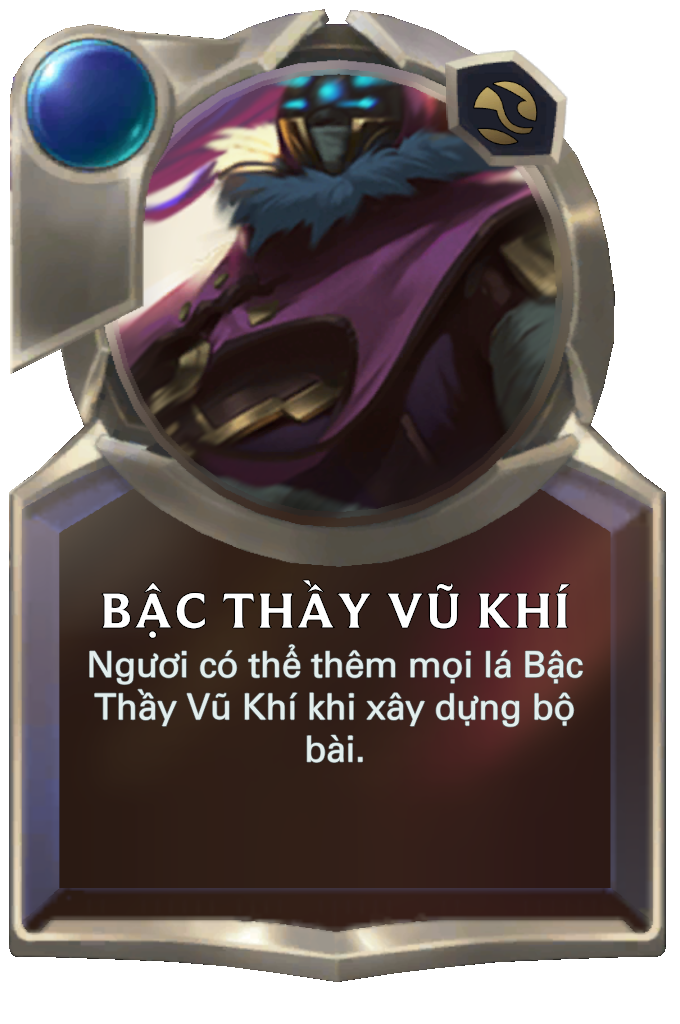 BẬC THẦY VŨ KHÍ
Ngươi có thể thêm mọi lá Bậc
Thầy Vũ Khí khi xây dựng bộ
bài.